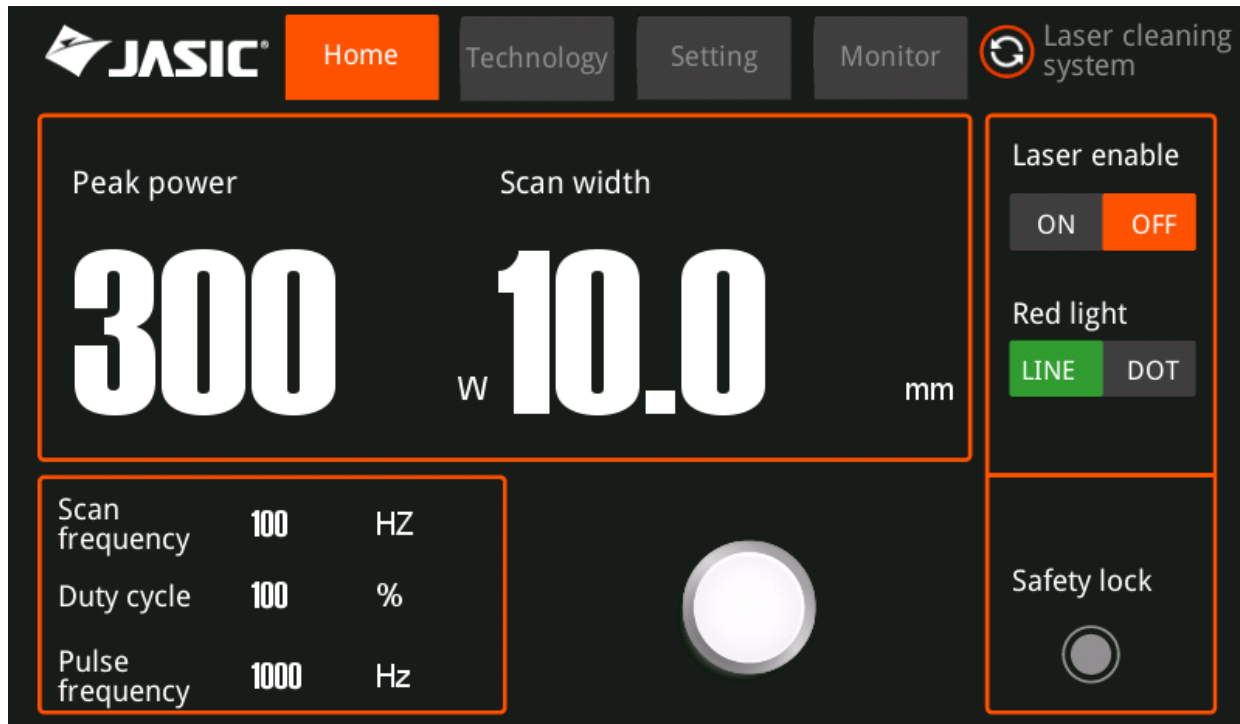 JASIC®
Home
Technology
Setting
Monitor
Laser cleaning
system
Peak power
Scan width
300 W
10.0 mm
Laser enable
ON OFF
Red light
LINE DOT
Scan
frequency
100 HZ
Duty cycle 100 %
Pulse
frequency
1000 Hz
Safety lock